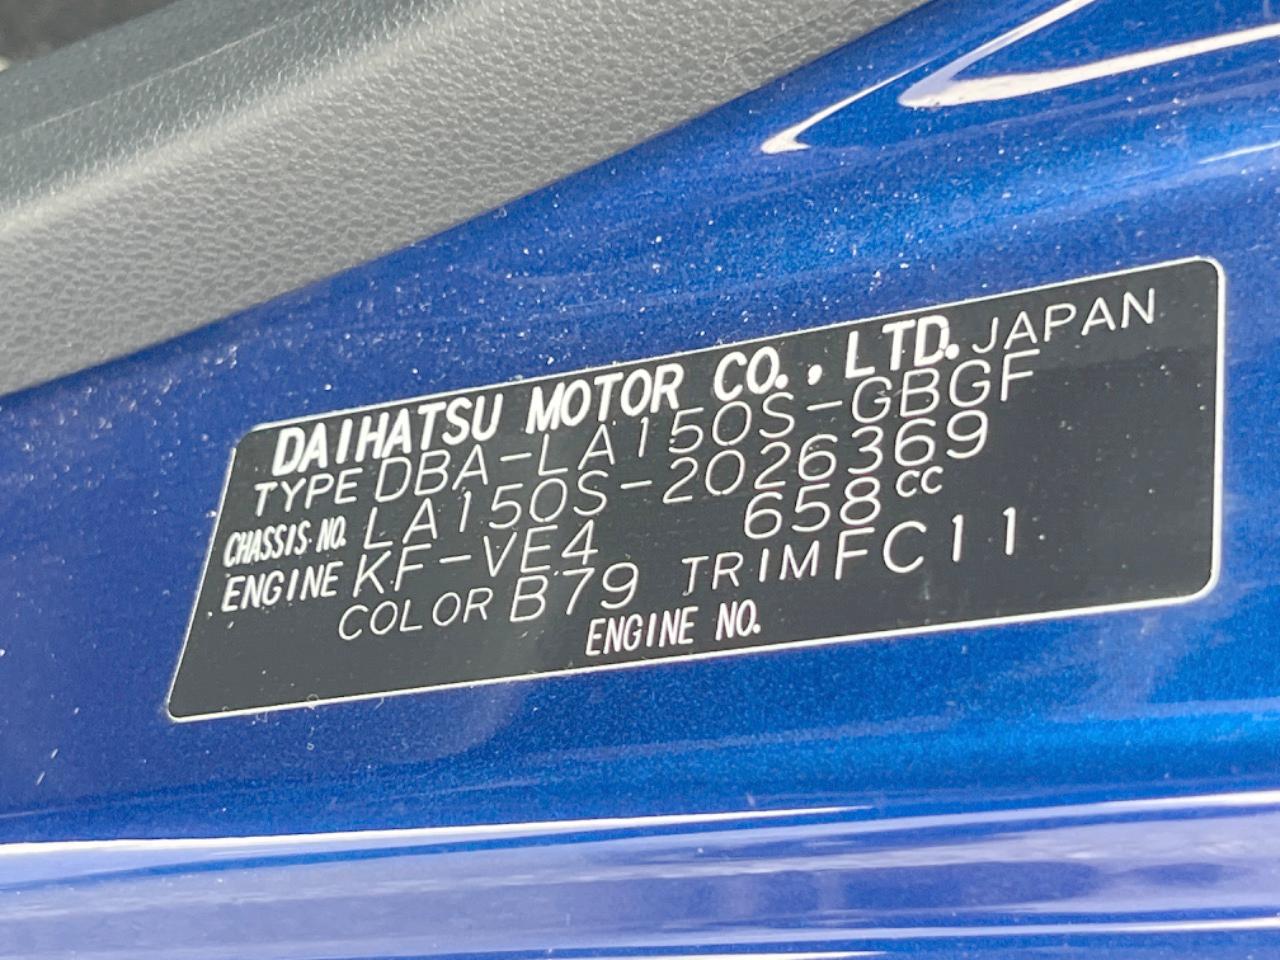 DAIHATSU MOTOR CO., LTD. JAPAN
TYPE DBA-LA150S-GBGF
CHASSIS NO. LA150S-2026369
ENGINE KF-VE4 658cc
COLOR B79 TRIM FC11
ENGINE NO.